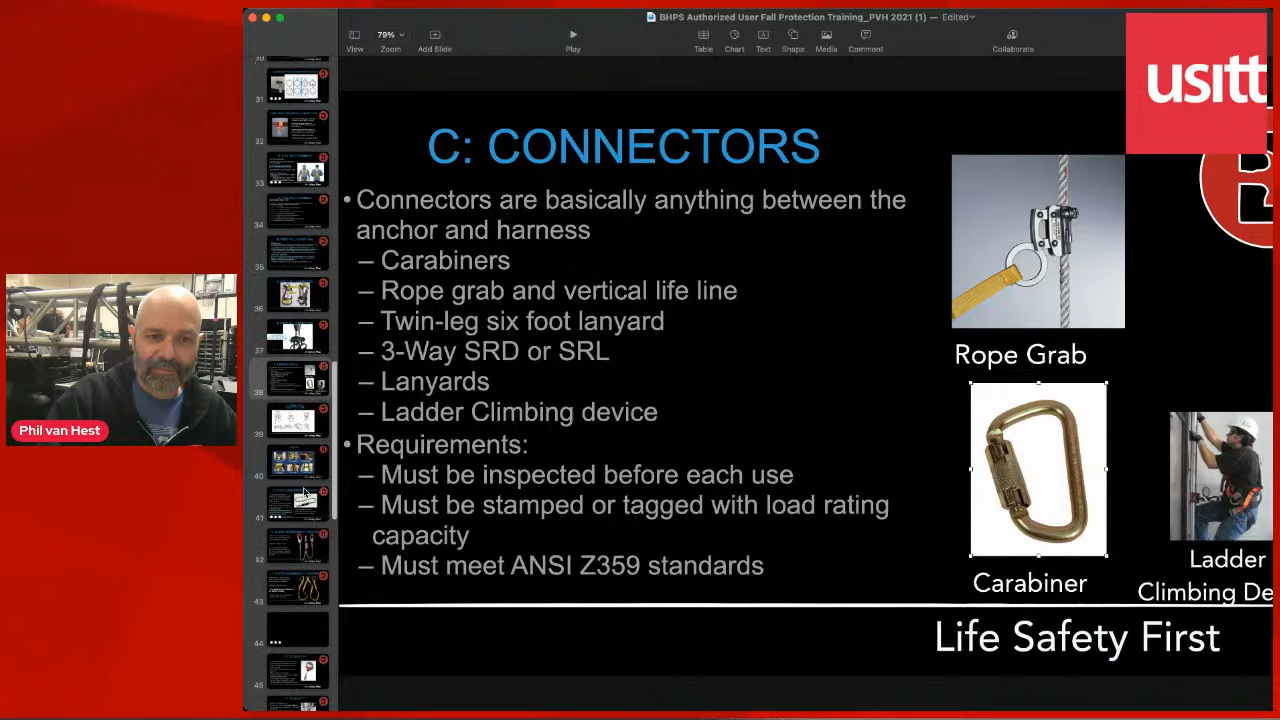 BHPS Authorized User Fall Protection Training_PVH 2021 (1) — Edited
79%
View
Zoom
Add Slide
Play
Table
Chart
Text
Shape
Media
Comment
Collaborate
usitt
31
32
33
34
35
36
37
38
39
40
41
42
43
44
45
C: CONNECTORS
• Connectors are basically anything between the
anchor and harness
– Carabiners
– Rope grab and vertical life line
– Twin-leg six foot lanyard
– 3-Way SRD or SRL
– Lanyards
– Ladder Climbing device
• Requirements:
– Must be inspected before each use
– Must be stamped or tagged with load rating
capacity
– Must meet ANSI Z359 standards
Rope Grab
Carabiner
Ladder
Climbing De
Life Safety First
Phil van Hest